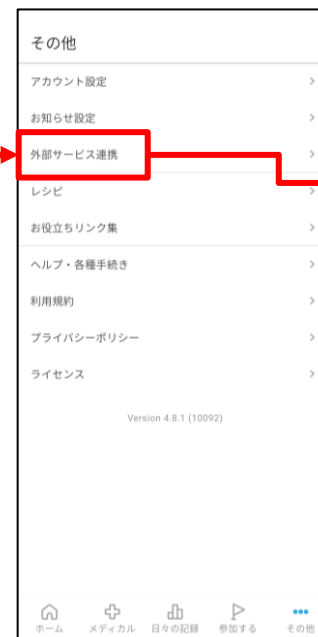 その他
アカウント設定
お知らせ設定
外部サービス連携
レシピ
お役立ちリンク集
ヘルプ・各種手続き
利用規約
プライバシーポリシー
ライセンス
Version 4.8.1 (10092)
ホーム メディカル 日々の記録 参加する その他